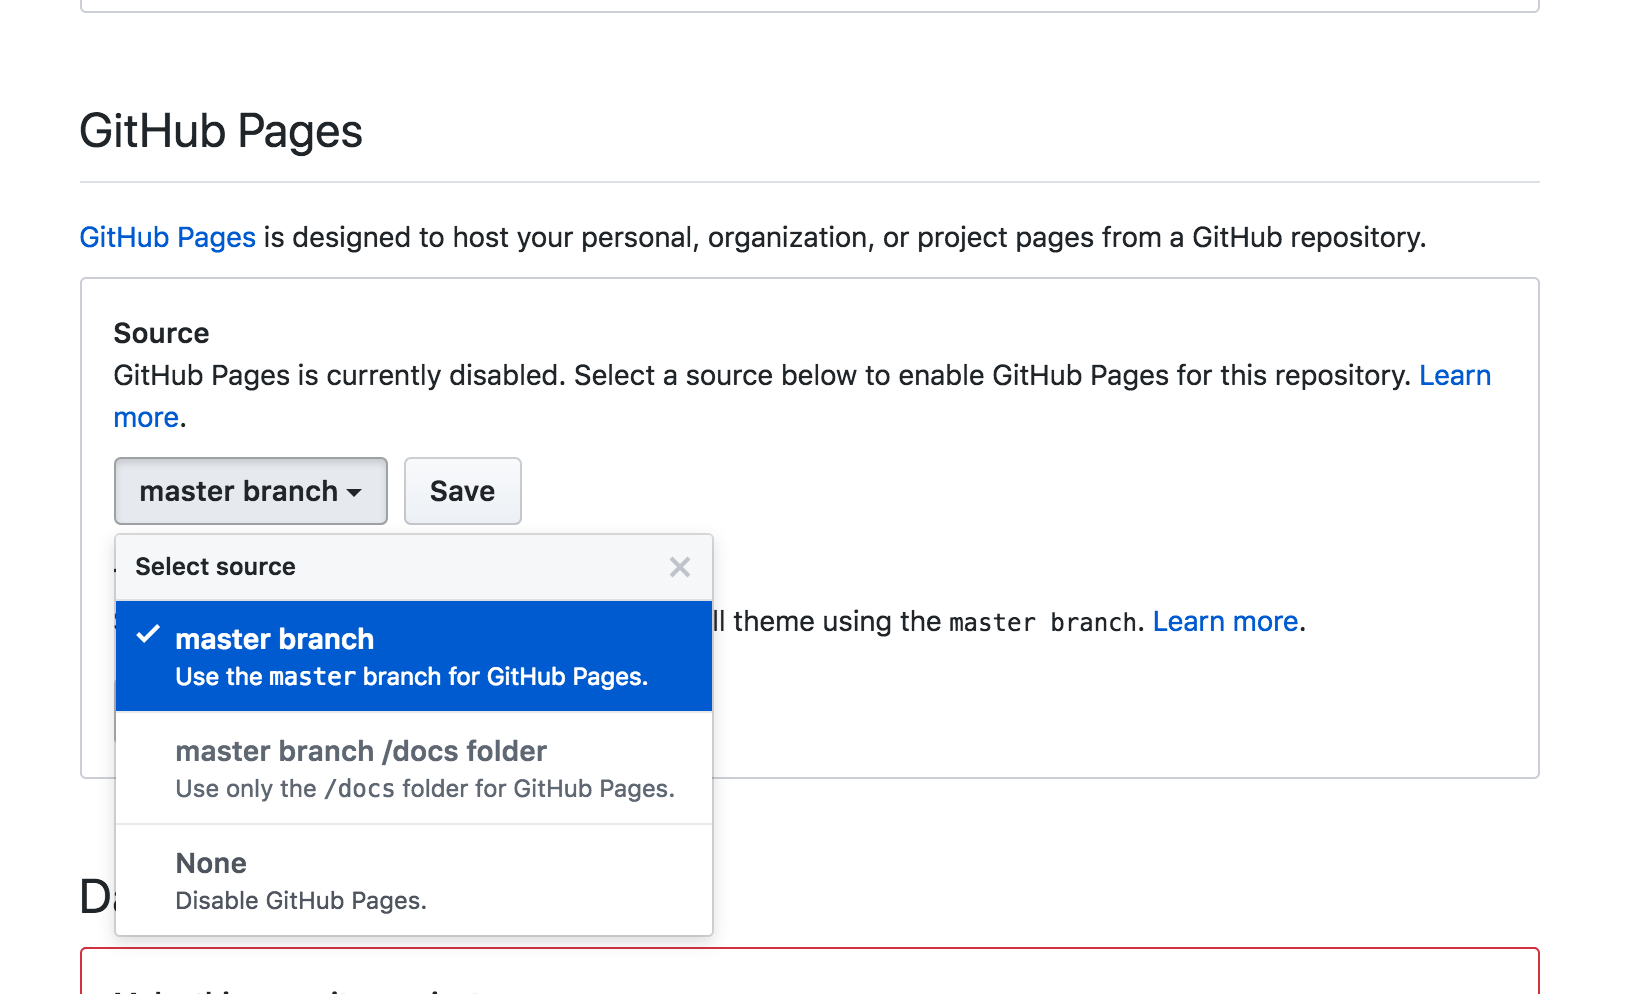 GitHub Pages
GitHub Pages is designed to host your personal, organization, or project pages from a GitHub repository.
Source
GitHub Pages is currently disabled. Select a source below to enable GitHub Pages for this repository. Learn
more.
master branch Save
Select source
master branch
ll theme using the master branch. Learn more.
Use the master branch for GitHub Pages.
master branch /docs folder
Use only the /docs folder for GitHub Pages.
None
Disable GitHub Pages.